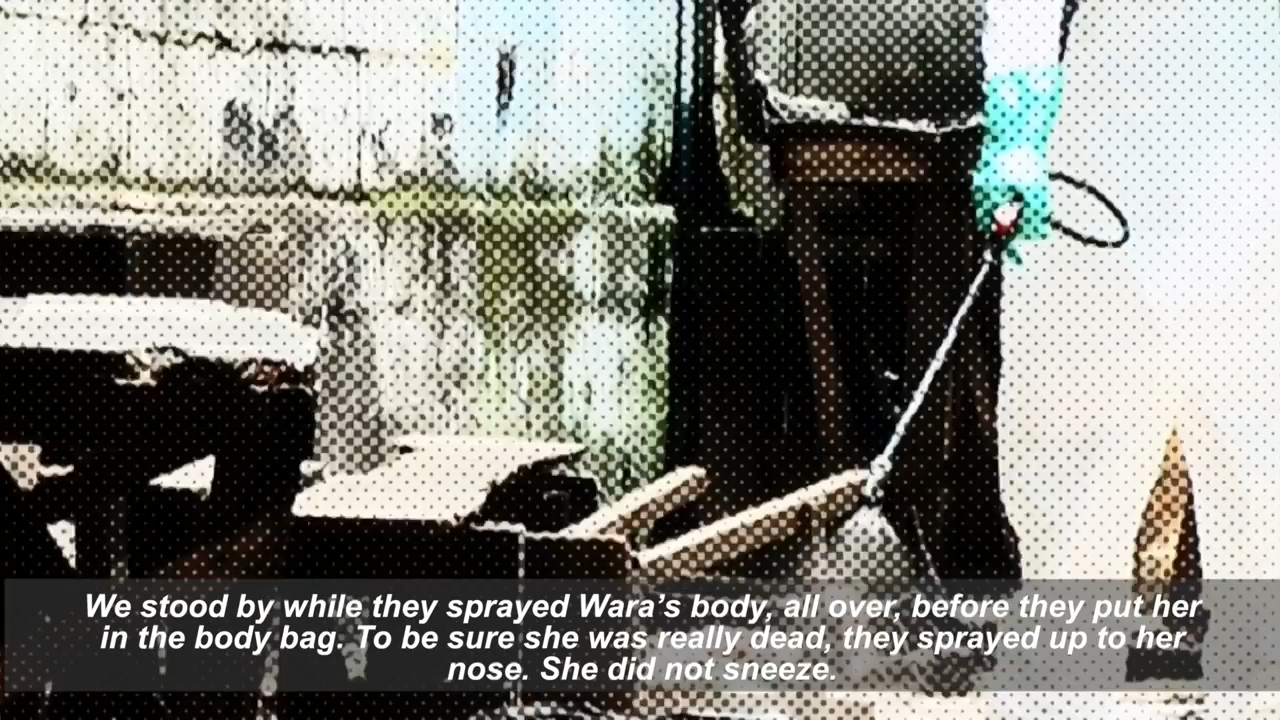 We stood by while they sprayed Wara’s body, all over, before they put her
in the body bag. To be sure she was really dead, they sprayed up to her
nose. She did not sneeze.